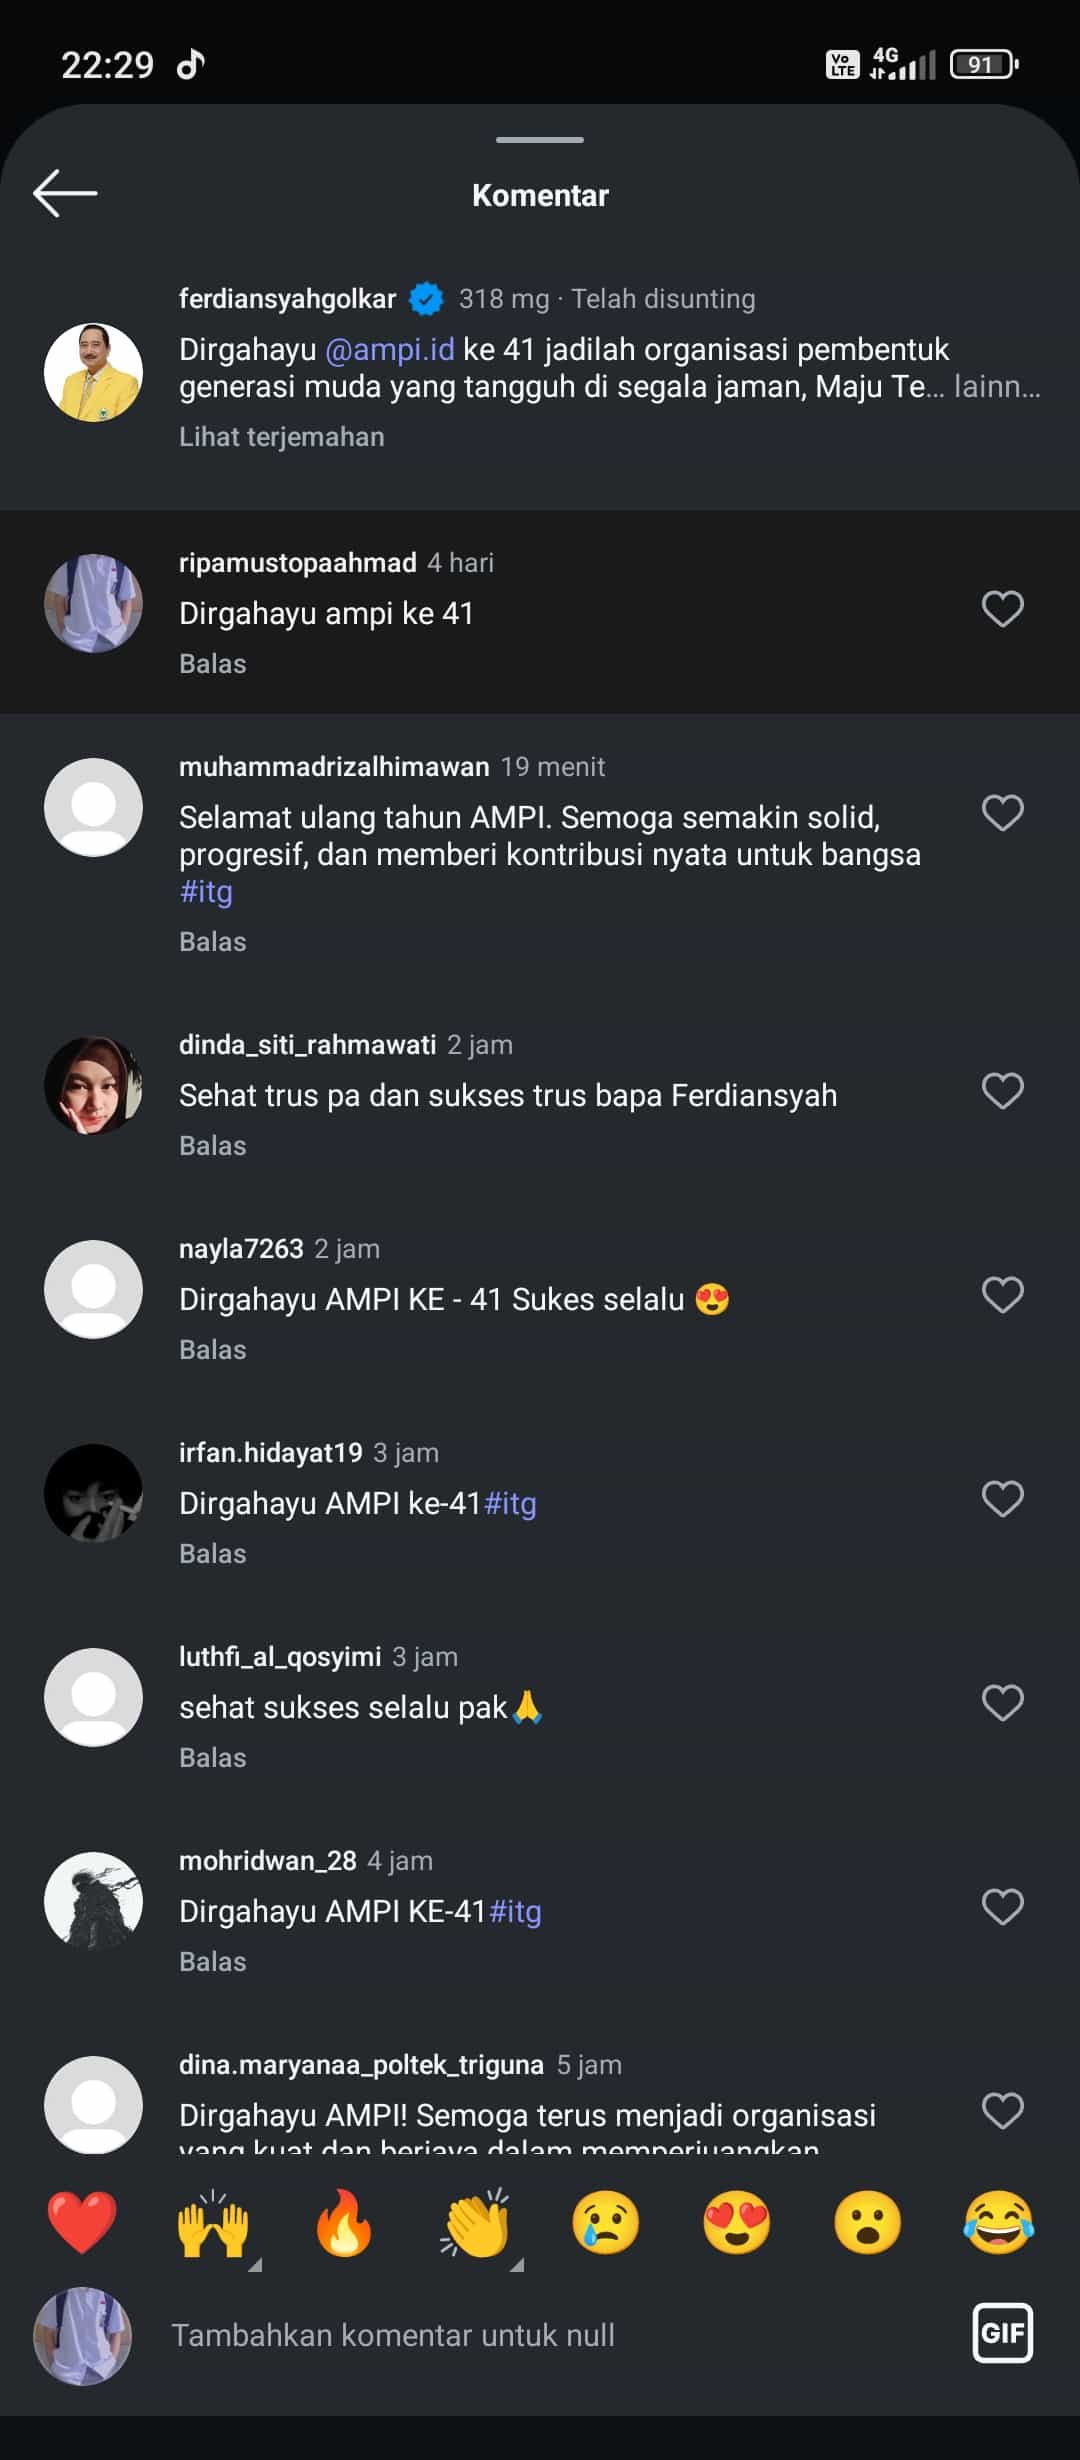 22:29
Vo LTE 4G 91
Komentar
ferdiansyahgolkar 318 mg · Telah disunting
Dirgahayu @ampi.id ke 41 jadilah organisasi pembentuk
generasi muda yang tangguh di segala jaman, Maju Te... lainn...
Lihat terjemahan
ripamustopaahmad 4 hari
Dirgahayu ampi ke 41
Balas
muhammadrizalhimawan 19 menit
Selamat ulang tahun AMPI. Semoga semakin solid,
progresif, dan memberi kontribusi nyata untuk bangsa
#itg
Balas
dinda_siti_rahmawati 2 jam
Sehat trus pa dan sukses trus bapa Ferdiansyah
Balas
nayla7263 2 jam
Dirgahayu AMPI KE - 41 Sukes selalu 😍
Balas
irfan.hidayat19 3 jam
Dirgahayu AMPI ke-41#itg
Balas
luthfi_al_qosyimi 3 jam
sehat sukses selalu pak🙏
Balas
mohridwan_28 4 jam
Dirgahayu AMPI KE-41#itg
Balas
dina.maryanaa_poltek_triguna 5 jam
Dirgahayu AMPI! Semoga terus menjadi organisasi
yang kuat dan berjaya dalam memperjuangkan
Tambahkan komentar untuk null
GIF